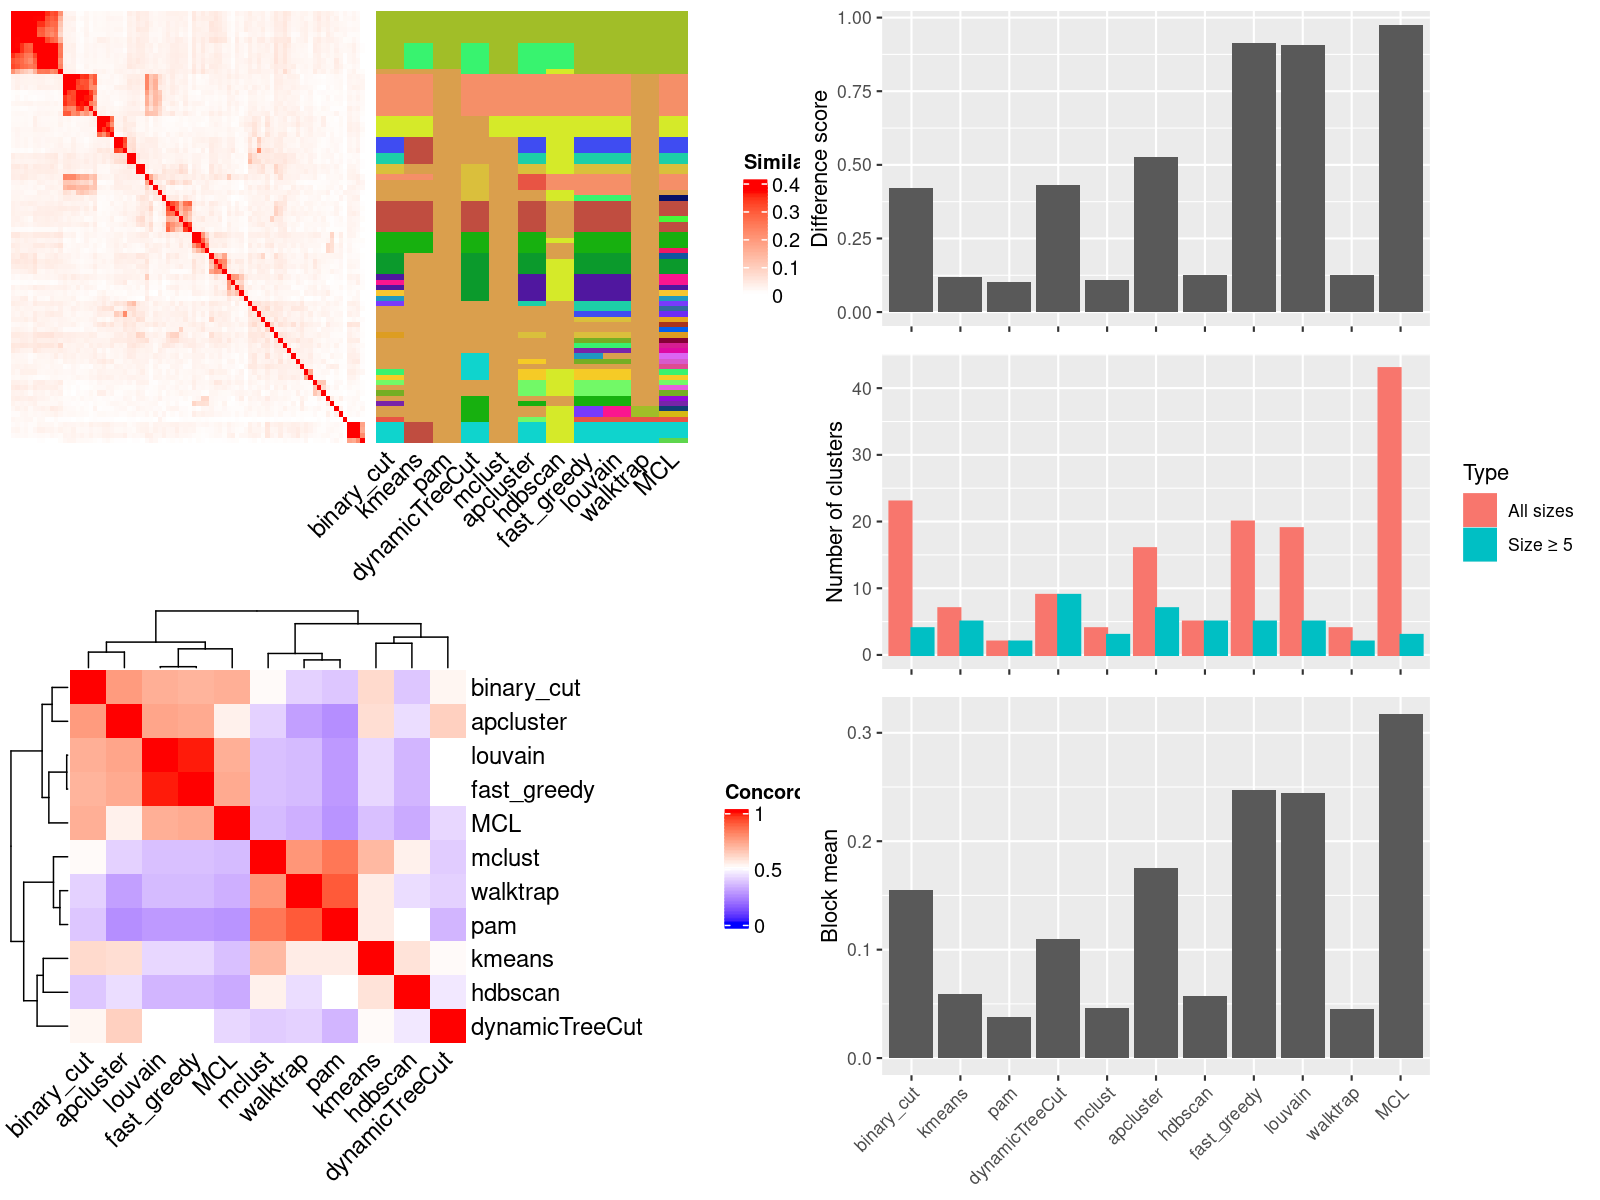 Simila
0.4
0.3
0.2
0.1
0
binary_cut
kmeans
pam
dynamicTreeCut
mclust
apcluster
hdbscan
fast_greedy
louvain
walktrap
MCL
binary_cut
apcluster
louvain
fast_greedy
MCL
mclust
walktrap
pam
kmeans
hdbscan
dynamicTreeCut
binary_cut
apcluster
louvain
fast_greedy
MCL
mclust
walktrap
pam
kmeans
hdbscan
dynamicTreeCut
Concord
1
0.5
0
Difference score
1.00
0.75
0.50
0.25
0.00
Number of clusters
40
30
20
10
0
Type
All sizes
Size ≥ 5
Block mean
0.3
0.2
0.1
0.0
binary_cut
kmeans
pam
dynamicTreeCut
mclust
apcluster
hdbscan
fast_greedy
louvain
walktrap
MCL